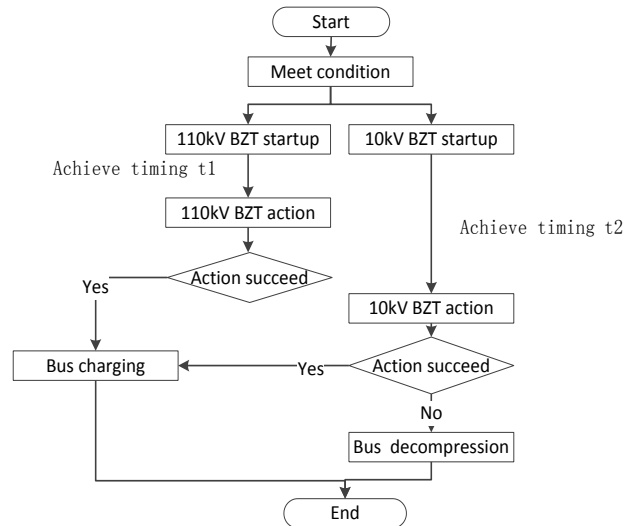 Start
Meet condition
110kV BZT startup
10kV BZT startup
Achieve timing t1
110kV BZT action
Achieve timing t2
Action succeed
Yes
10kV BZT action
Bus charging
Yes
Action succeed
No
Bus decompression
End